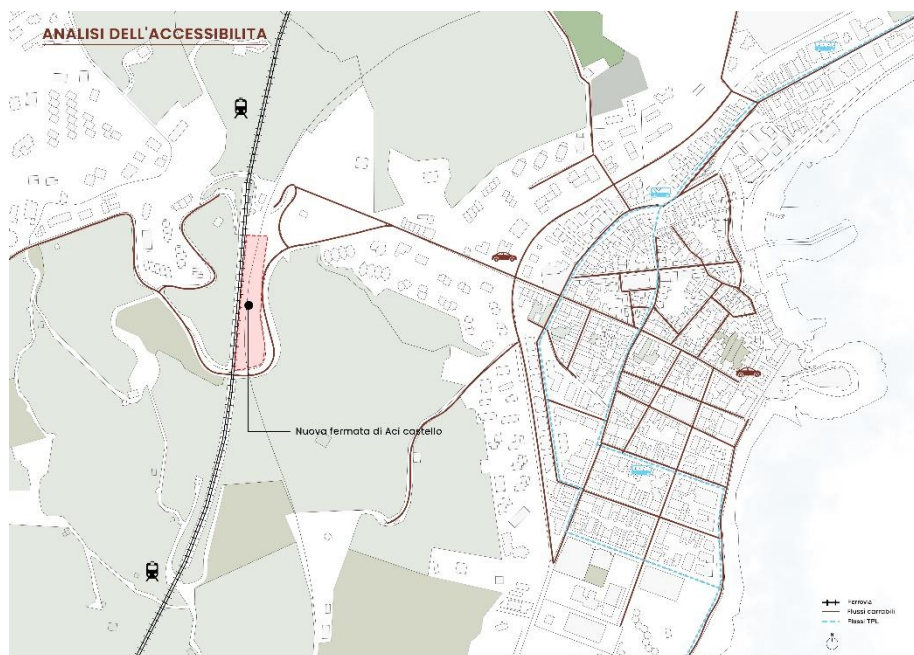 ANALISI DELL'ACCESSIBILITA
Nuova fermata di Aci castello
Ferrovia
Flussi carrabili
Flussi TPL
N